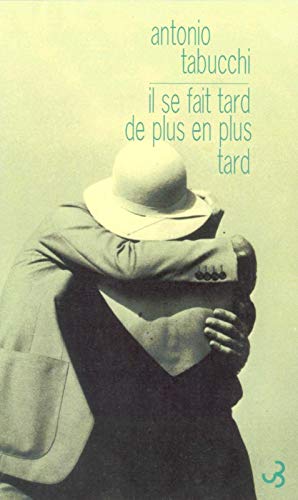 antonio
tabucchi
il se fait tard
de plus en plus
tard